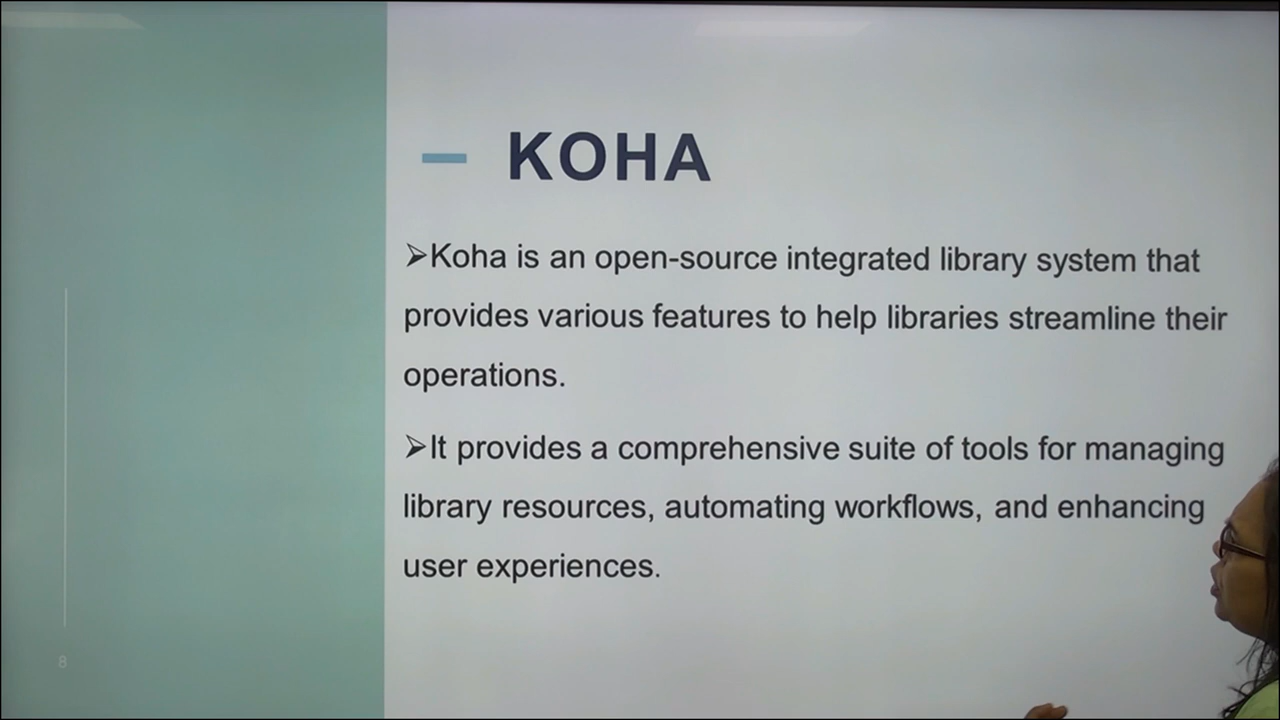 – KOHA
➢Koha is an open-source integrated library system that
provides various features to help libraries streamline their
operations.
➢It provides a comprehensive suite of tools for managing
library resources, automating workflows, and enhancing
user experiences.
8